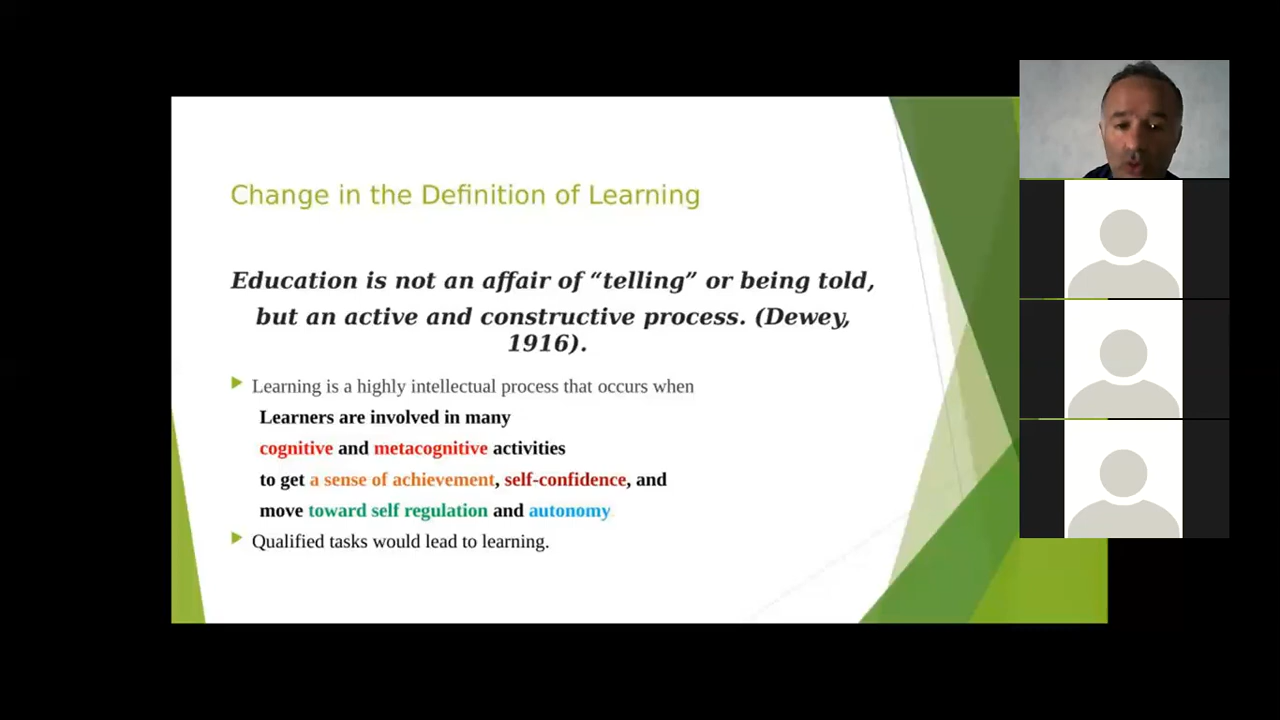 Change in the Definition of Learning
Education is not an affair of “telling” or being told,
but an active and constructive process. (Dewey,
1916).
Learning is a highly intellectual process that occurs when
Learners are involved in many
cognitive and metacognitive activities
to get a sense of achievement, self-confidence, and
move toward self regulation and autonomy
Qualified tasks would lead to learning.